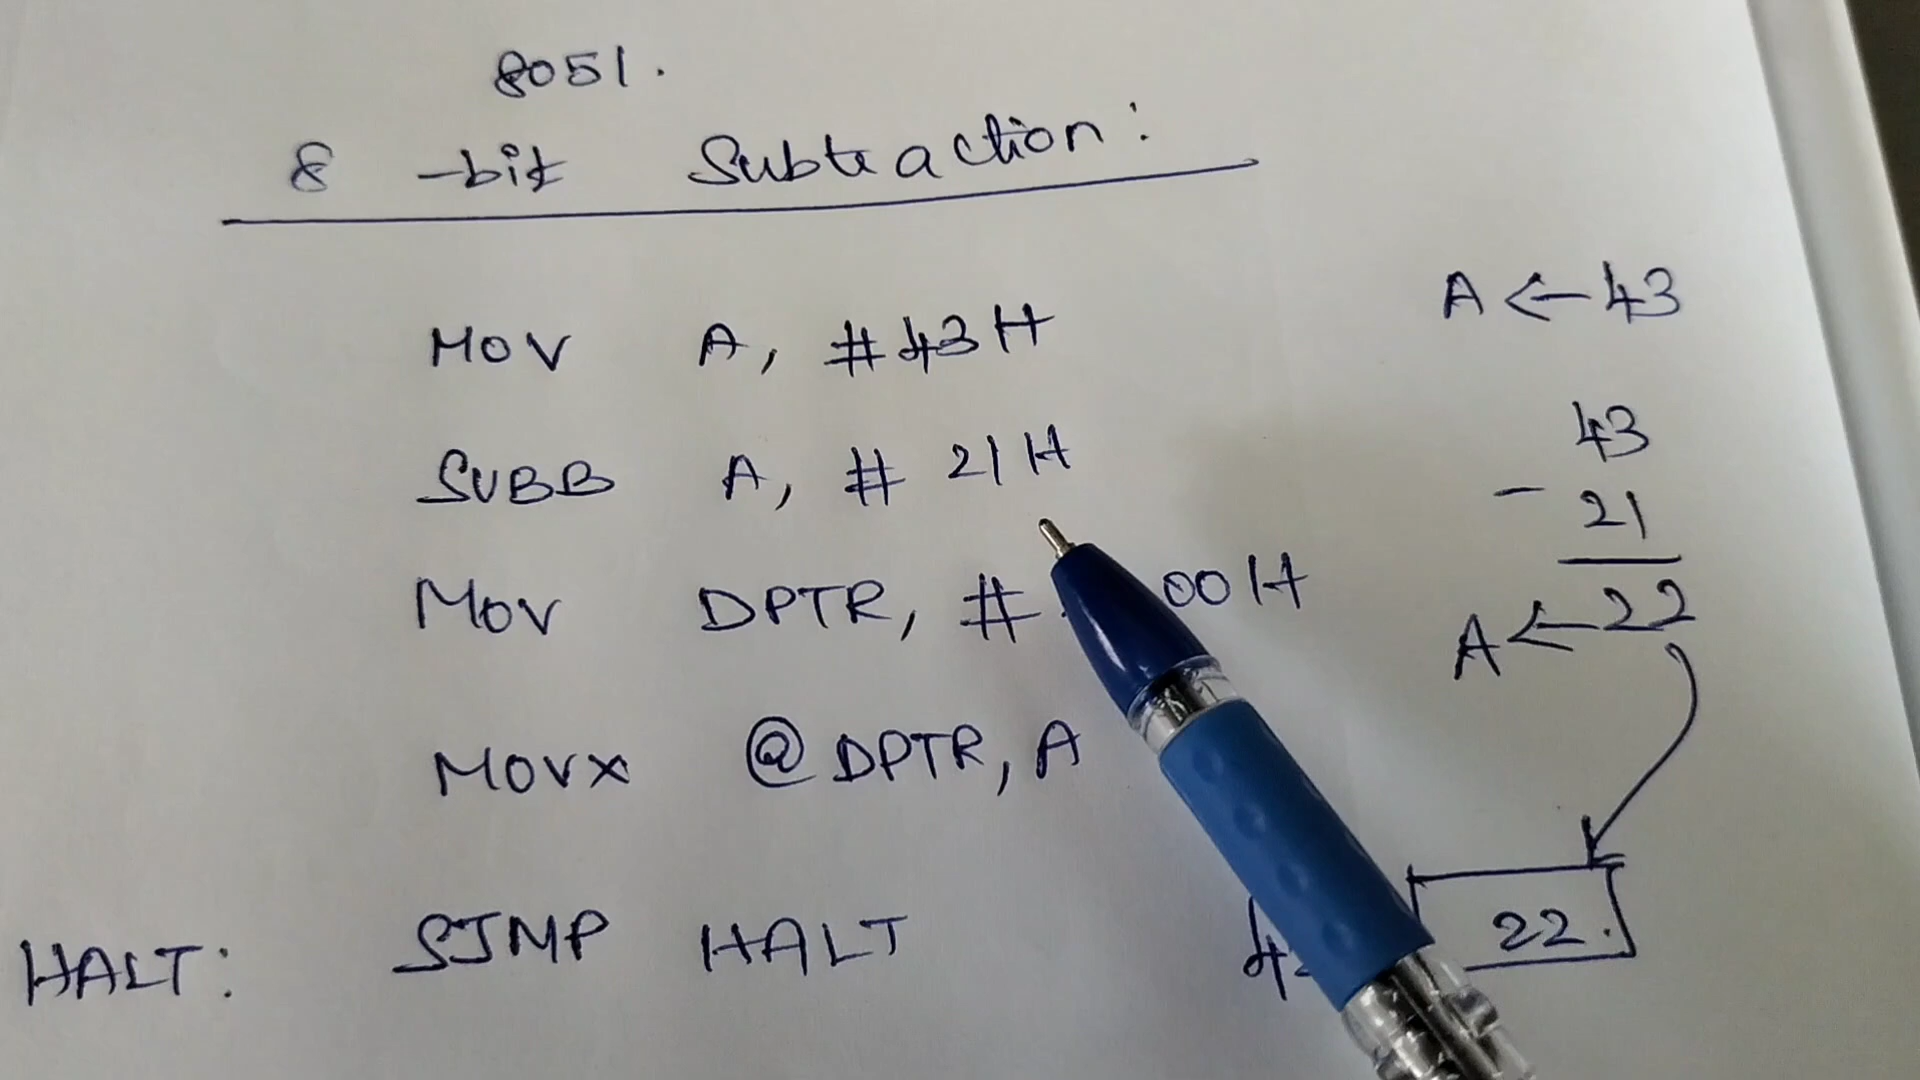 8051.
8 -bit Subtraction:
MOV A, #43H
SUBB A, # 21H
MOV DPTR, # 00H
MOVX @DPTR, A
HALT: SJMP HALT
A ← 43
43
- 21
A ← 22
22.